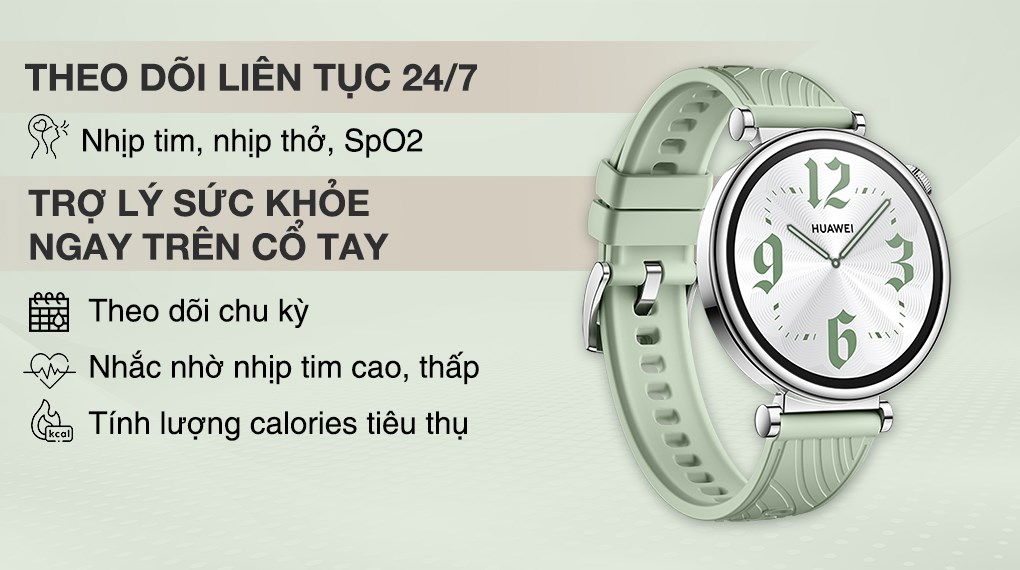 THEO DÕI LIÊN TỤC 24/7
Nhịp tim, nhịp thở, SpO2
TRỢ LÝ SỨC KHỎE
NGAY TRÊN CỔ TAY
Theo dõi chu kỳ
Nhắc nhờ nhịp tim cao, thấp
kcal
Tính lượng calories tiêu thụ
12
HUAWEI
9
3
6